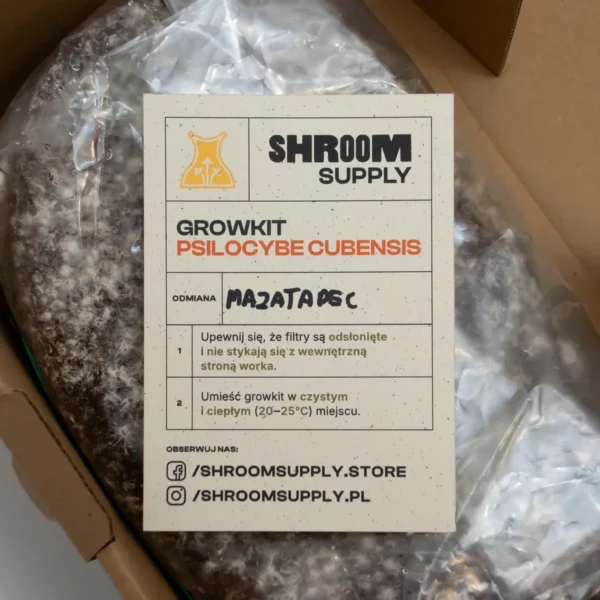 SHROOM
SUPPLY
GROWKIT
PSILOCYBE CUBENSIS
ODMIANA MAZATAPEC
1 Upewnij się, że filtry są odsłonięte
i nie stykają się z wewnętrzną
stroną worka.
2 Umieść growkit w czystym
i ciepłym (20–25°C) miejscu.
OBSERWUJ NAS:
/SHROOMSUPPLY.STORE
/SHROOMSUPPLY.PL